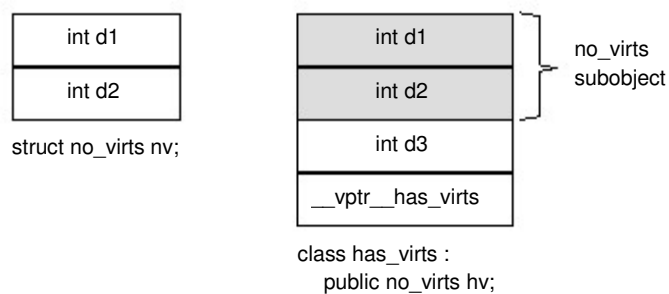 int d1
int d2
struct no_virts nv;
int d1
int d2
int d3
__vptr__has_virts
no_virts
subobject
class has_virts :
public no_virts hv;